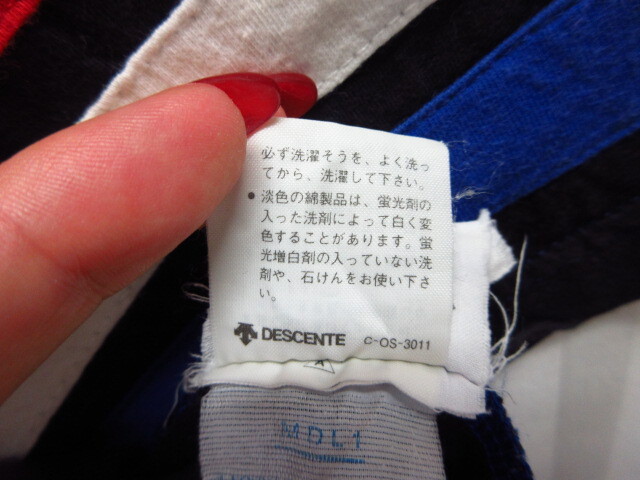 必ず洗濯そうを、よく洗っ
てから、洗濯して下さい。
● 淡色の綿製品は、蛍光剤の
入った洗剤によって白く変
色することがあります。蛍
光増白剤の入っていない洗
剤や、石けんをお使い下さ
い。
DESCENTE C-OS-3011
MDL1